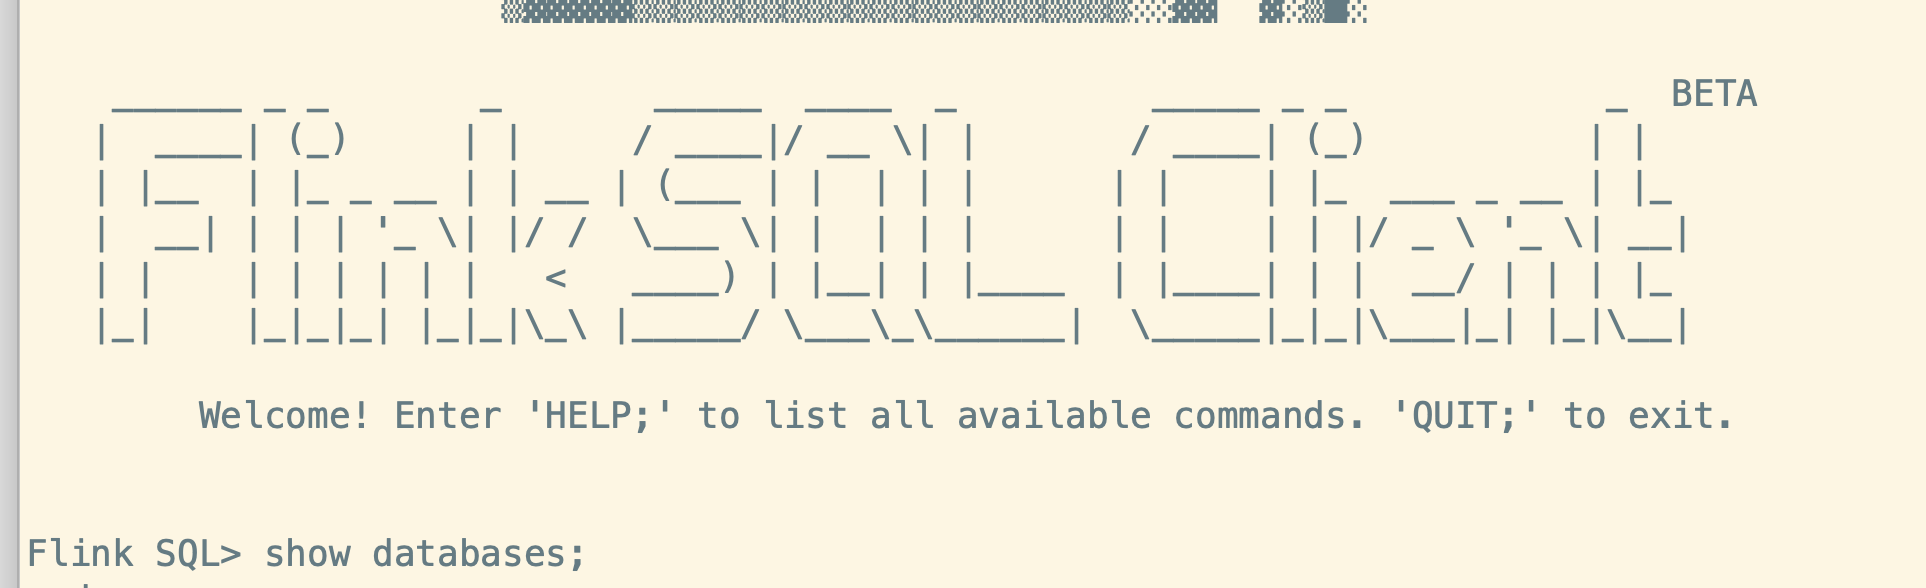 BETA
Flink SQL Client
Welcome! Enter 'HELP;' to list all available commands. 'QUIT;' to exit.
Flink SQL> show databases;